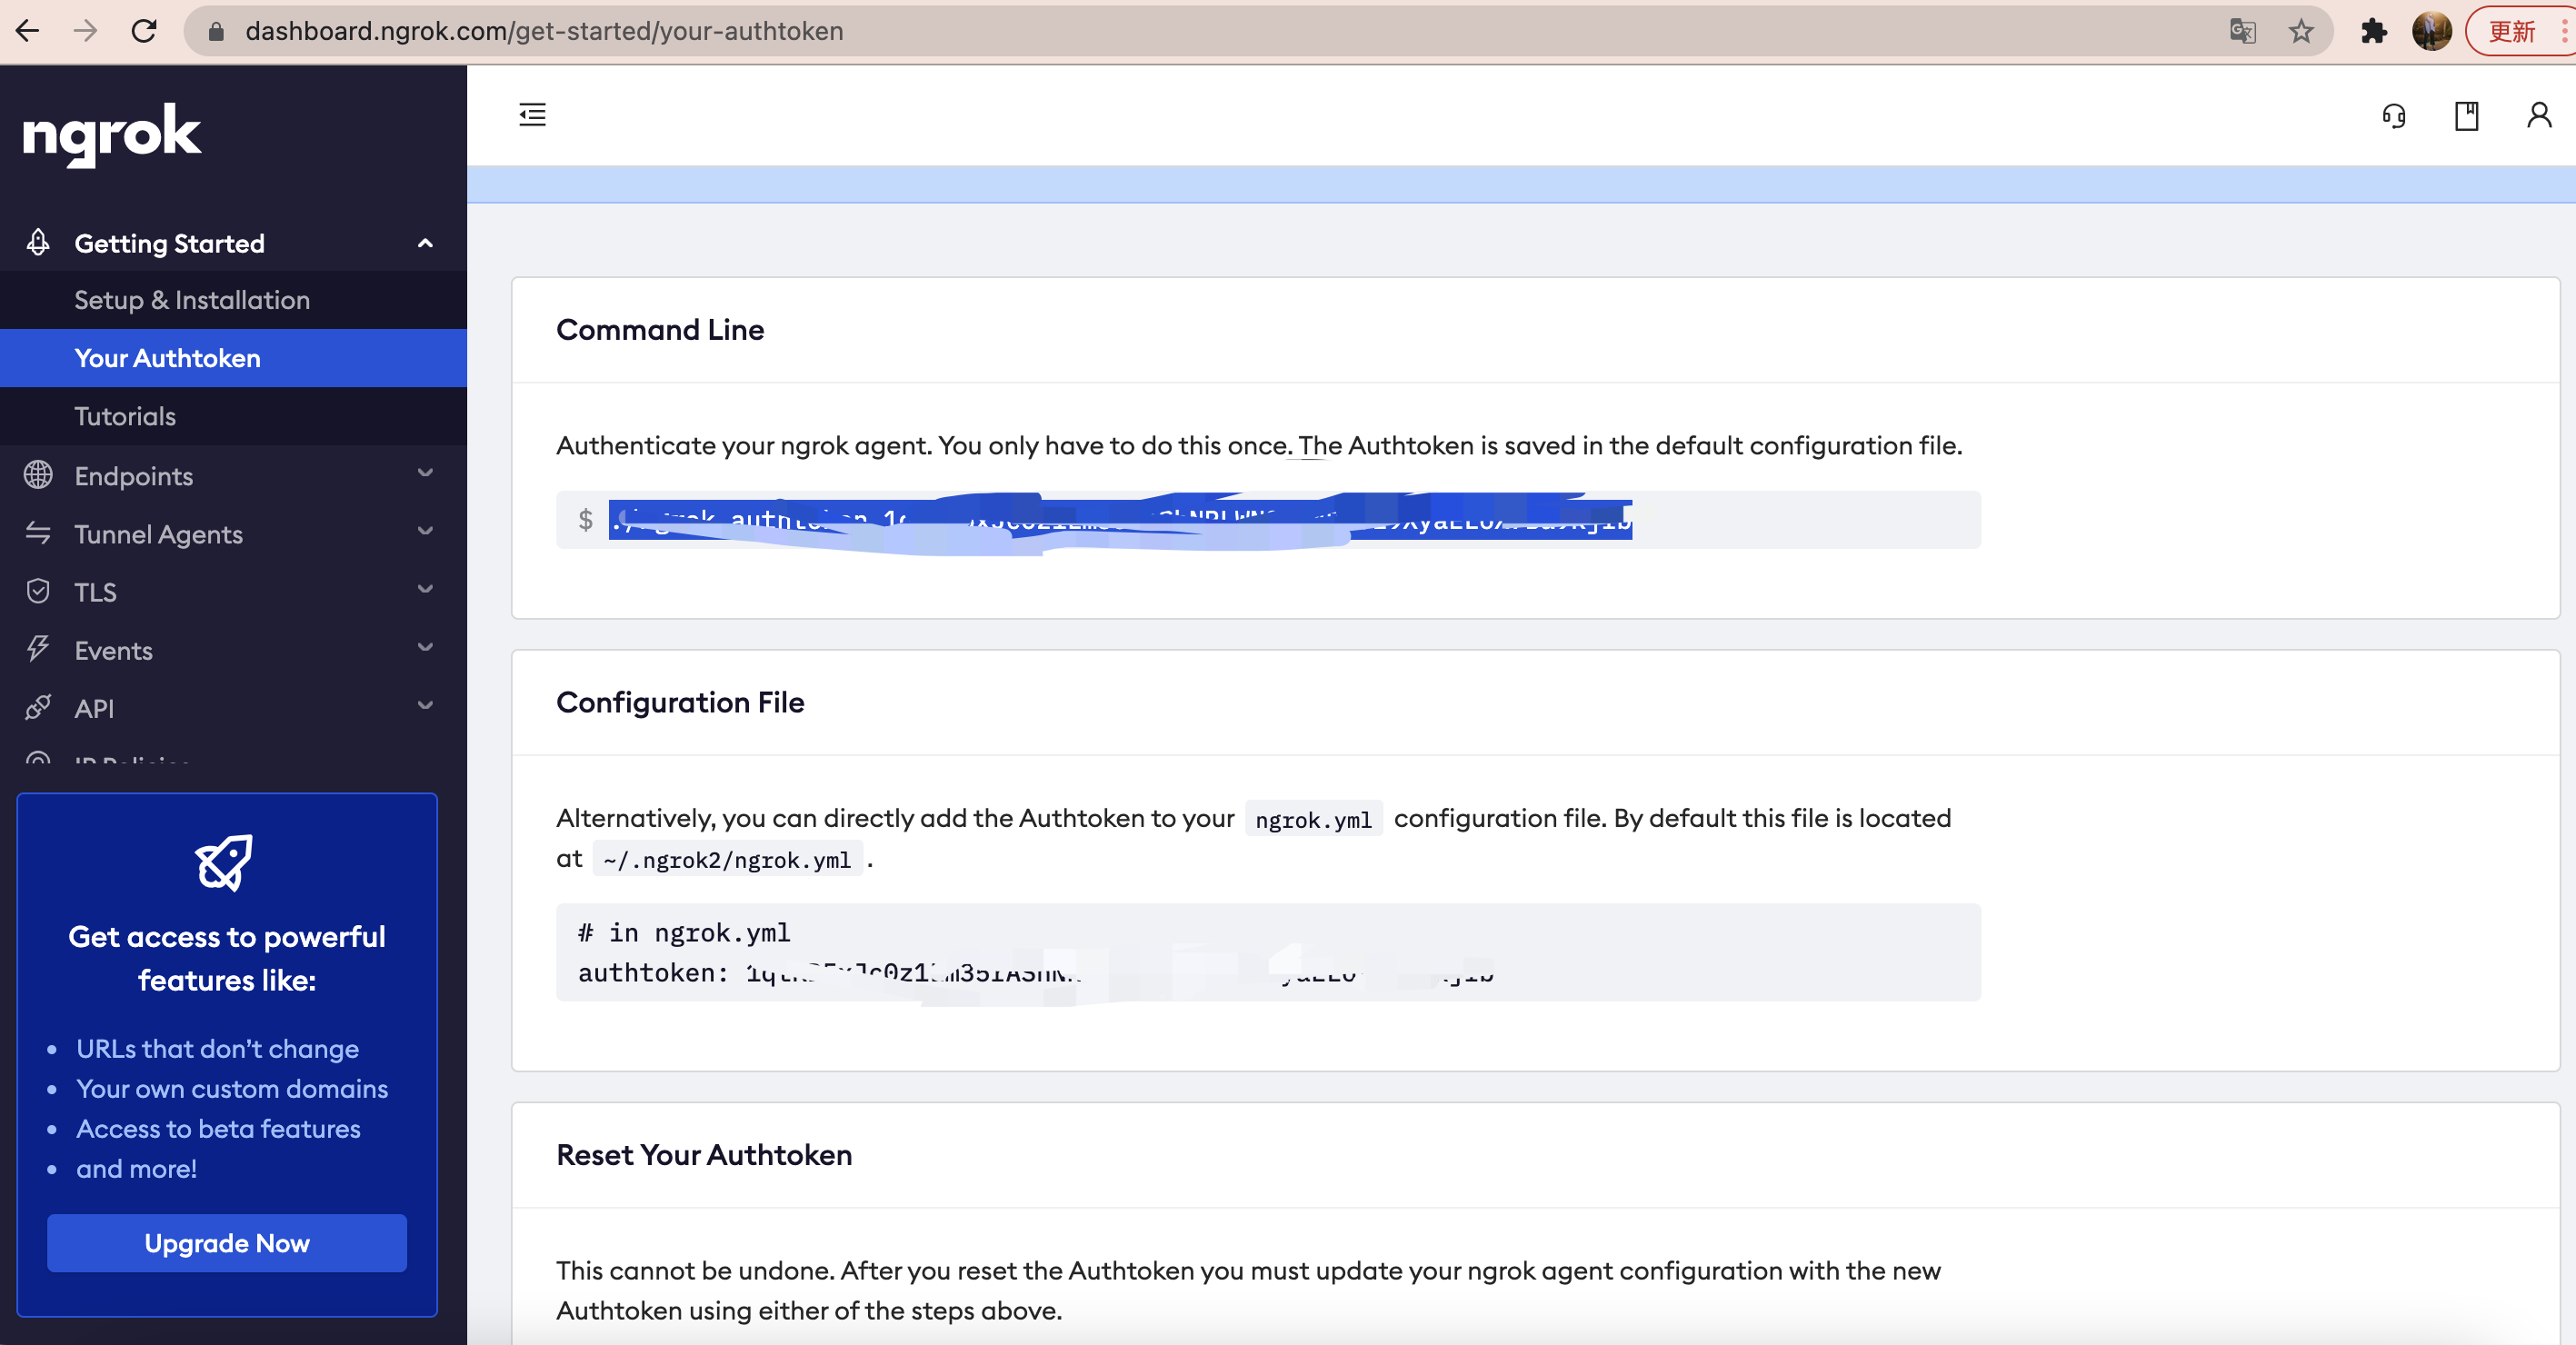 dashboard.ngrok.com/get-started/your-authtoken
更新
ngrok
Getting Started
Setup & Installation
Your Authtoken
Tutorials
Endpoints
Tunnel Agents
TLS
Events
API
IP Policies
Get access to powerful
features like:
URLs that don't change
Your own custom domains
Access to beta features
and more!
Upgrade Now
Command Line
Authenticate your ngrok agent. You only have to do this once. The Authtoken is saved in the default configuration file.
$
Configuration File
Alternatively, you can directly add the Authtoken to your ngrok.yml configuration file. By default this file is located
at ~/.ngrok2/ngrok.yml .
# in ngrok.yml
authtoken:
Reset Your Authtoken
This cannot be undone. After you reset the Authtoken you must update your ngrok agent configuration with the new
Authtoken using either of the steps above.